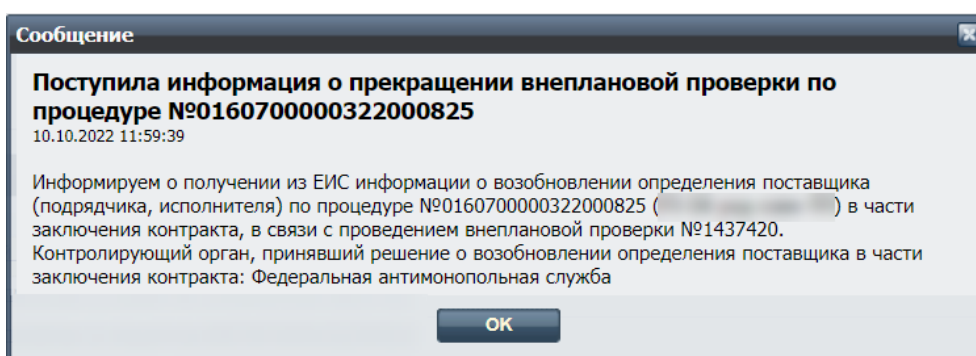 Сообщение
Поступила информация о прекращении внеплановой проверки по
процедуре №0160700000322000825
10.10.2022 11:59:39
Информируем о получении из ЕИС информации о возобновлении определения поставщика
(подрядчика, исполнителя) по процедуре №0160700000322000825 ( ) в части
заключения контракта, в связи с проведением внеплановой проверки №1437420.
Контролирующий орган, принявший решение о возобновлении определения поставщика в части
заключения контракта: Федеральная антимонопольная служба
ОК